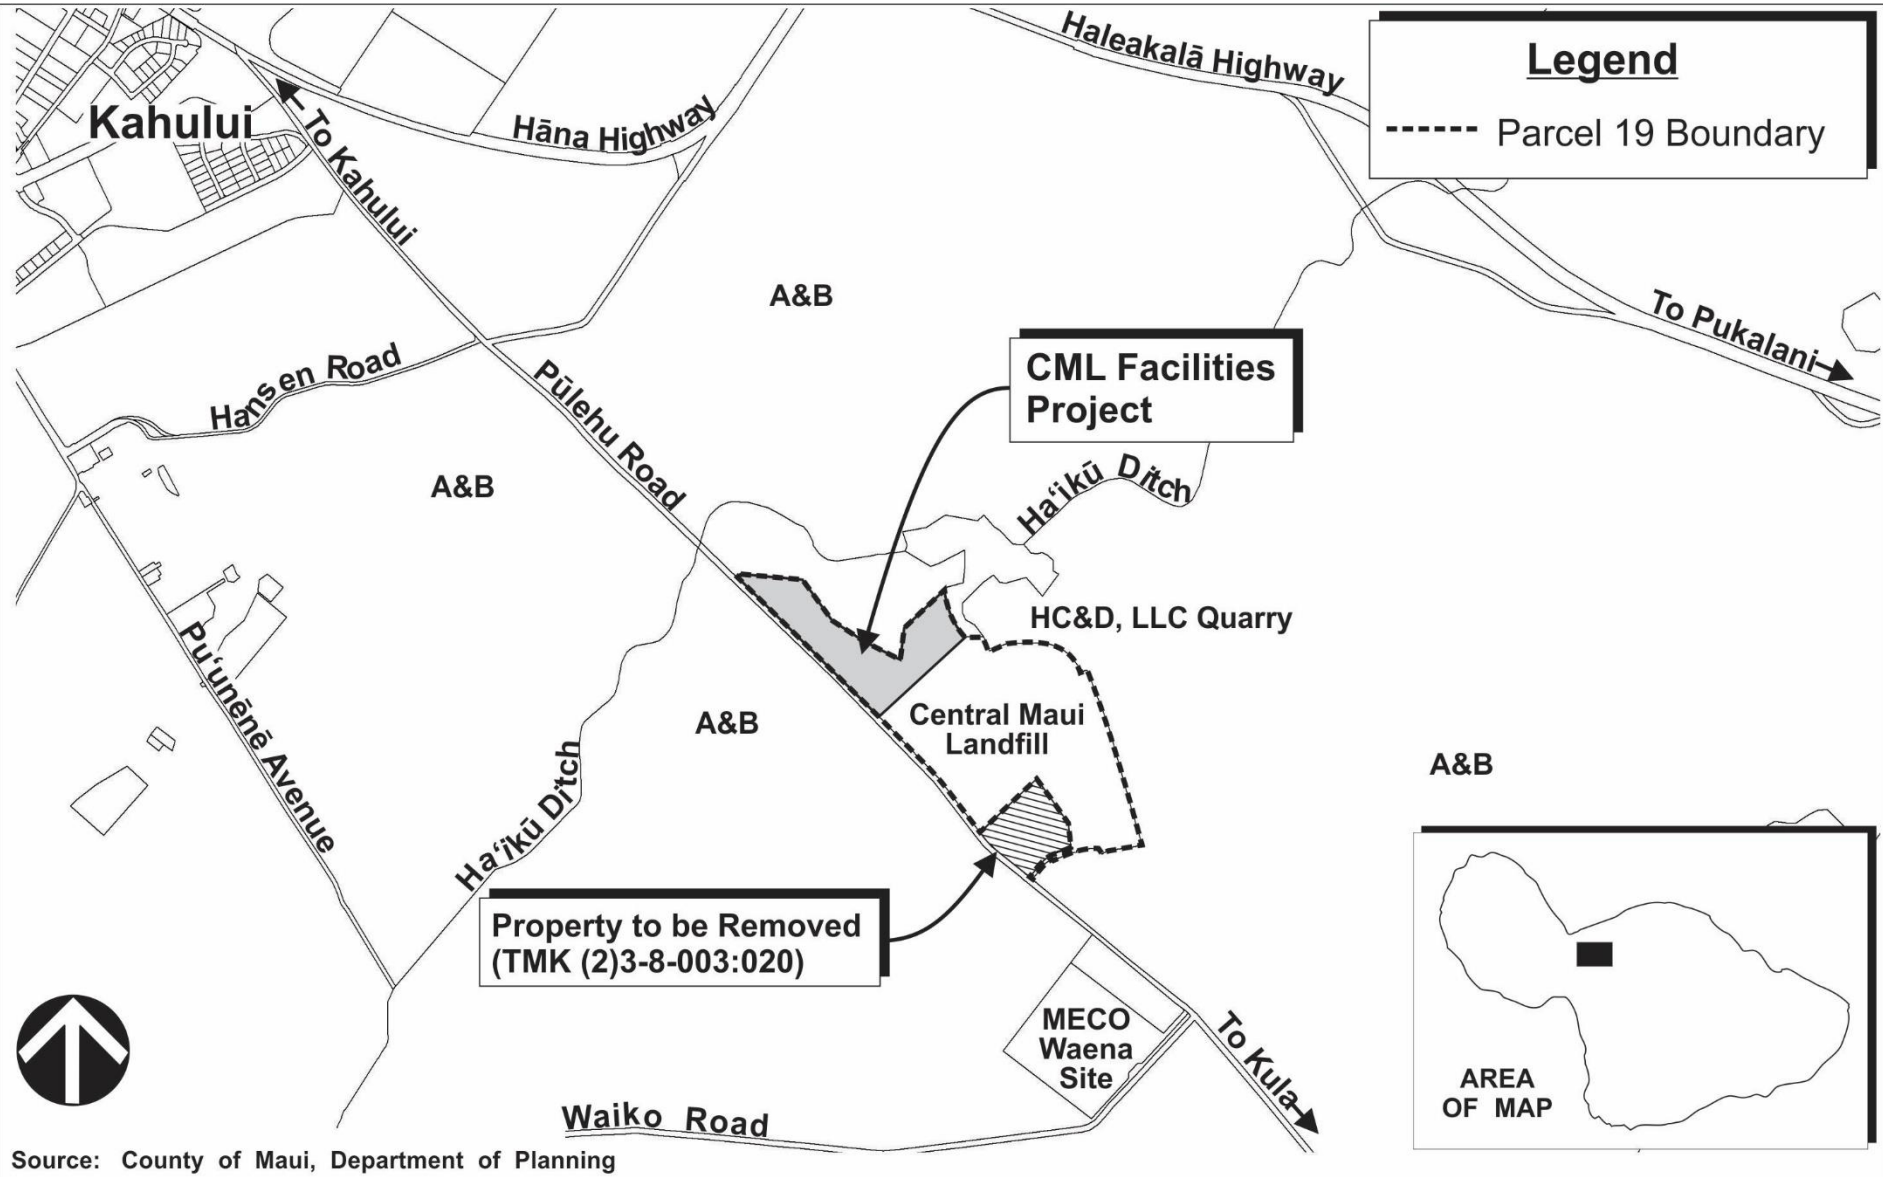 Haleakalā Highway
Legend
Parcel 19 Boundary
Kahului
Hāna Highway
To Kahului
A&B
To Pukalani
CML Facilities
Project
Hansen Road
Pūlehu Road
A&B
Ha‘ikū Ditch
HC&D, LLC Quarry
Pu‘unēnē Avenue
A&B
Central Maui
Landfill
A&B
Ha‘ikū Ditch
Property to be Removed
(TMK (2)3-8-003:020)
MECO
Waena
Site
To Kula
AREA
OF MAP
Waiko Road
Source: County of Maui, Department of Planning